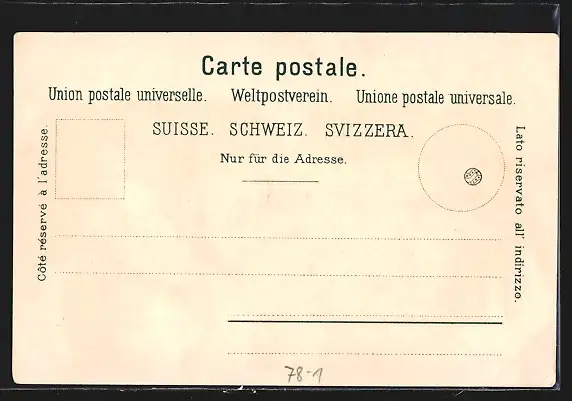 Carte postale.
Union postale universelle. Weltpostverein. Unione postale universale.
SUISSE. SCHWEIZ. SVIZZERA.
Nur für die Adresse.
Côté réservé à l'adresse.
Lato riservato all' indirizzo.
78-1